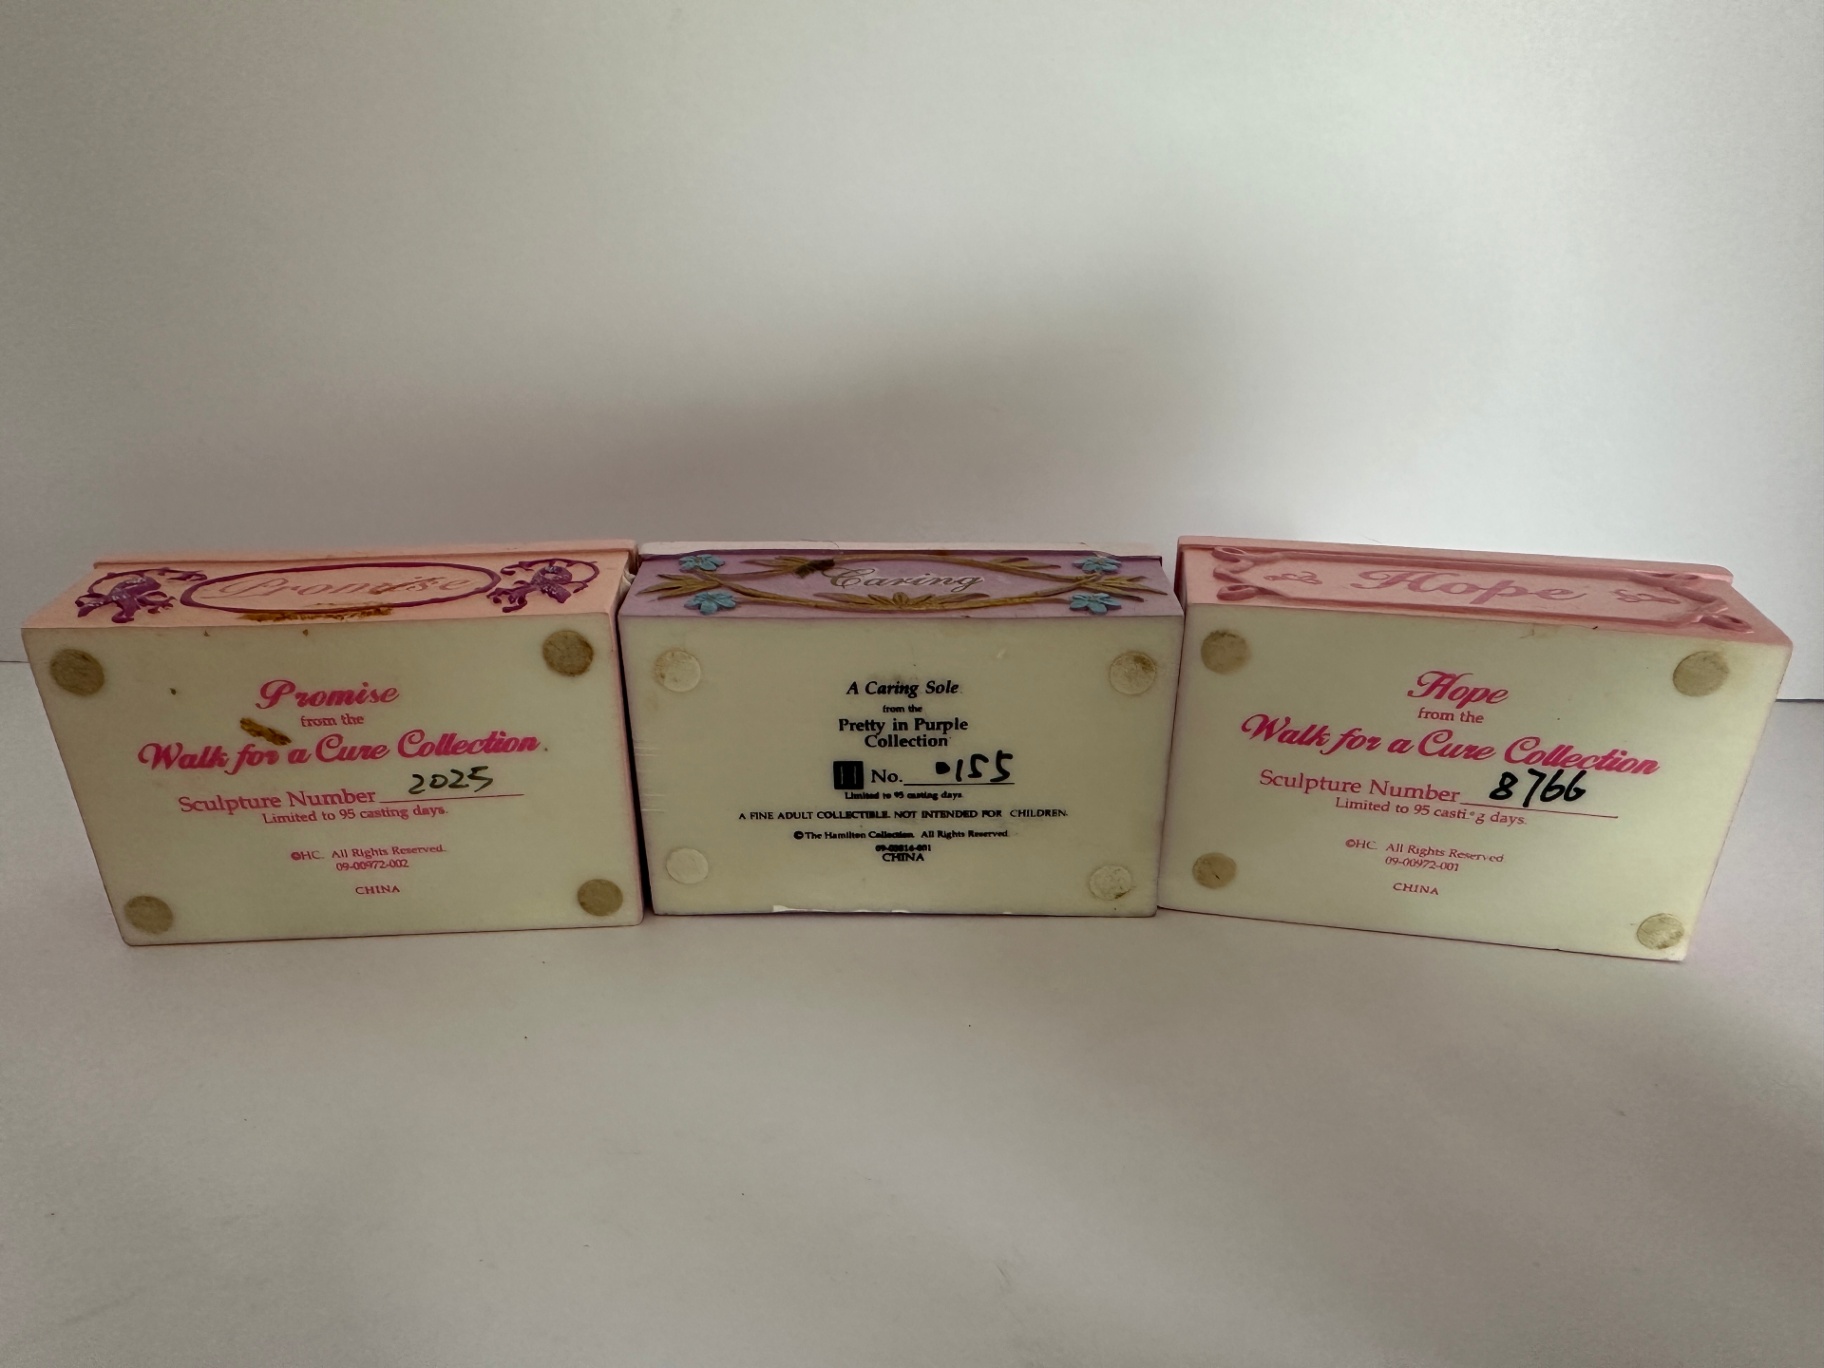 Promise
Promise
from the
Walk for a Cure Collection
Sculpture Number 2025
Limited to 95 casting days.
©HC. All Rights Reserved.
09-00972-002
CHINA
Caring
A Caring Sole
from the
Pretty in Purple
Collection
H No. 0155
Limited to 95 casting days.
A FINE ADULT COLLECTIBLE. NOT INTENDED FOR CHILDREN.
© The Hamilton Collection. All Rights Reserved.
CHINA
Hope
Hope
from the
Walk for a Cure Collection
Sculpture Number 8766
Limited to 95 casti g days.
©HC. All Rights Reserved
09-00972-001
CHINA